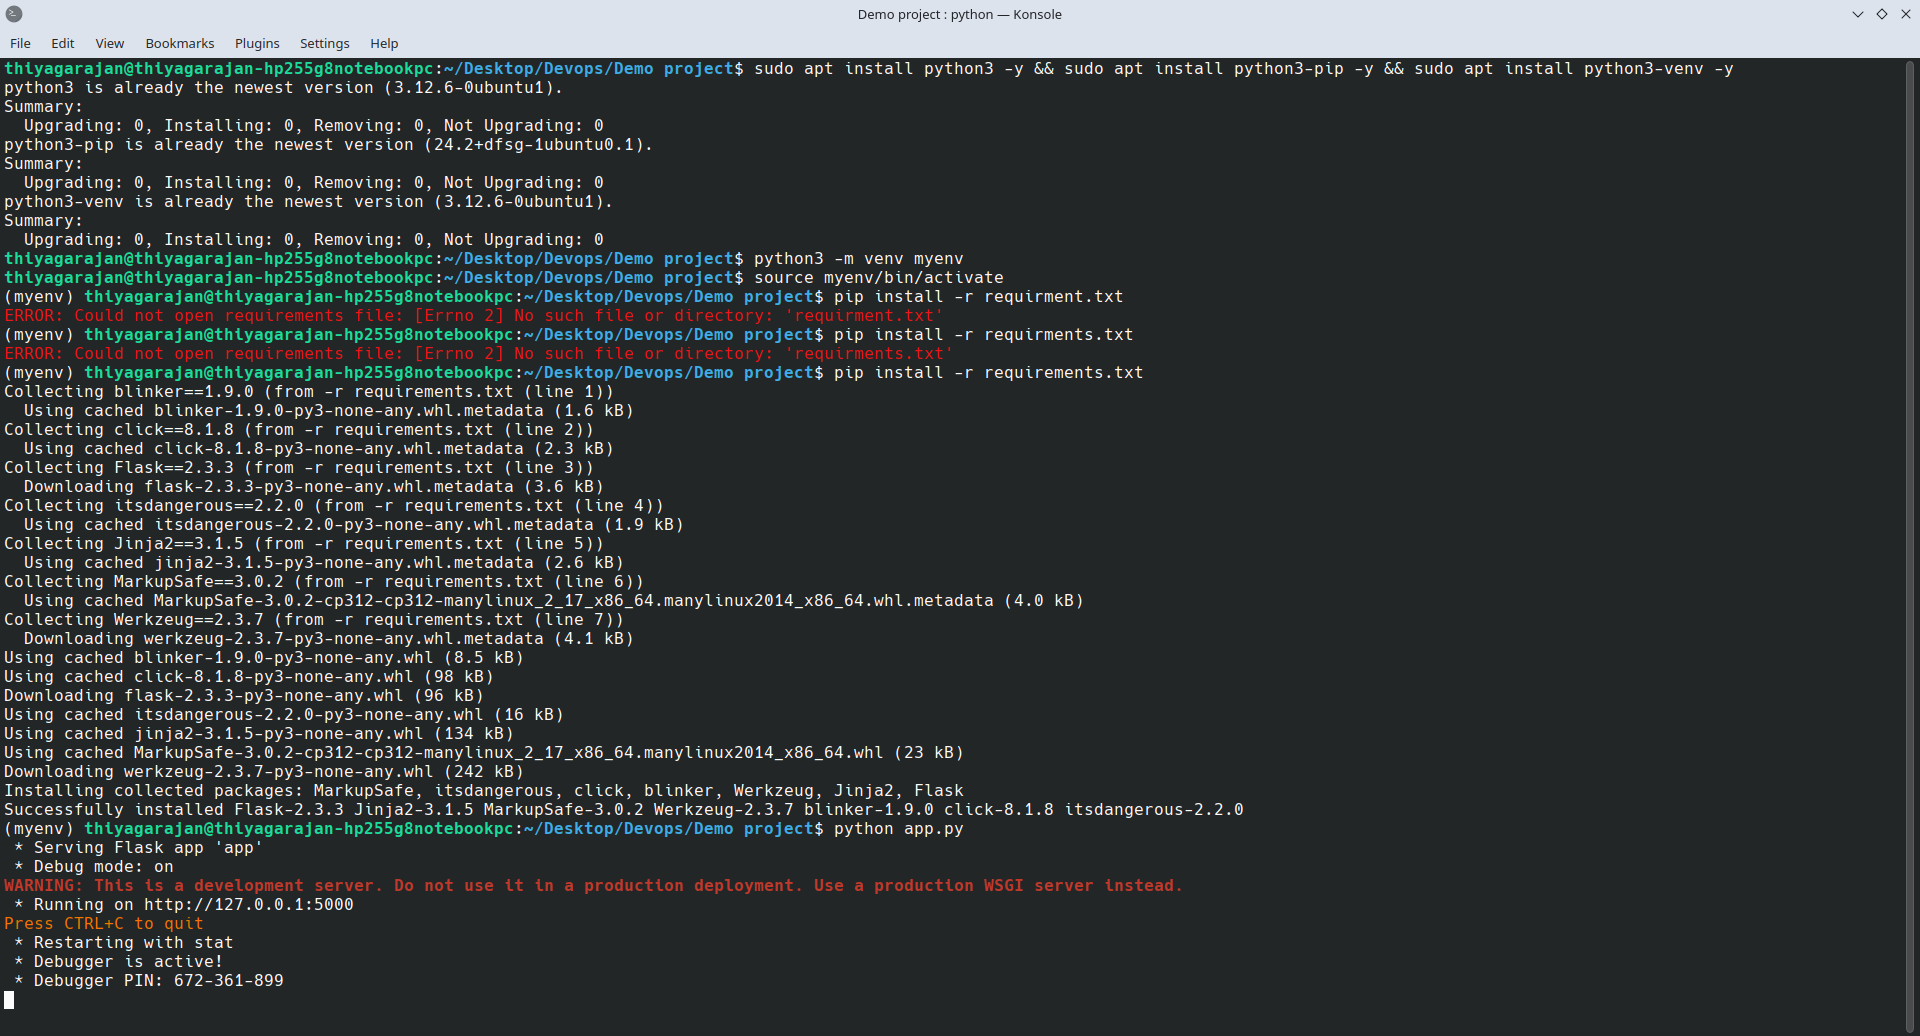 Demo project : python — Konsole
File Edit View Bookmarks Plugins Settings Help
thiyagarajan@thiyagarajan-hp255g8notebookpc:~/Desktop/Devops/Demo project$ sudo apt install python3 -y && sudo apt install python3-pip -y && sudo apt install python3-venv -y
python3 is already the newest version (3.12.6-0ubuntu1).
Summary:
  Upgrading: 0, Installing: 0, Removing: 0, Not Upgrading: 0
python3-pip is already the newest version (24.2+dfsg-1ubuntu0.1).
Summary:
  Upgrading: 0, Installing: 0, Removing: 0, Not Upgrading: 0
python3-venv is already the newest version (3.12.6-0ubuntu1).
Summary:
  Upgrading: 0, Installing: 0, Removing: 0, Not Upgrading: 0
thiyagarajan@thiyagarajan-hp255g8notebookpc:~/Desktop/Devops/Demo project$ python3 -m venv myenv
thiyagarajan@thiyagarajan-hp255g8notebookpc:~/Desktop/Devops/Demo project$ source myenv/bin/activate
(myenv) thiyagarajan@thiyagarajan-hp255g8notebookpc:~/Desktop/Devops/Demo project$ pip install -r requirment.txt
ERROR: Could not open requirements file: [Errno 2] No such file or directory: 'requirment.txt'
(myenv) thiyagarajan@thiyagarajan-hp255g8notebookpc:~/Desktop/Devops/Demo project$ pip install -r requirments.txt
ERROR: Could not open requirements file: [Errno 2] No such file or directory: 'requirments.txt'
(myenv) thiyagarajan@thiyagarajan-hp255g8notebookpc:~/Desktop/Devops/Demo project$ pip install -r requirements.txt
Collecting blinker==1.9.0 (from -r requirements.txt (line 1))
  Using cached blinker-1.9.0-py3-none-any.whl.metadata (1.6 kB)
Collecting click==8.1.8 (from -r requirements.txt (line 2))
  Using cached click-8.1.8-py3-none-any.whl.metadata (2.3 kB)
Collecting Flask==2.3.3 (from -r requirements.txt (line 3))
  Downloading flask-2.3.3-py3-none-any.whl.metadata (3.6 kB)
Collecting itsdangerous==2.2.0 (from -r requirements.txt (line 4))
  Using cached itsdangerous-2.2.0-py3-none-any.whl.metadata (1.9 kB)
Collecting Jinja2==3.1.5 (from -r requirements.txt (line 5))
  Using cached jinja2-3.1.5-py3-none-any.whl.metadata (2.6 kB)
Collecting MarkupSafe==3.0.2 (from -r requirements.txt (line 6))
  Using cached MarkupSafe-3.0.2-cp312-cp312-manylinux_2_17_x86_64.manylinux2014_x86_64.whl.metadata (4.0 kB)
Collecting Werkzeug==2.3.7 (from -r requirements.txt (line 7))
  Downloading werkzeug-2.3.7-py3-none-any.whl.metadata (4.1 kB)
Using cached blinker-1.9.0-py3-none-any.whl (8.5 kB)
Using cached click-8.1.8-py3-none-any.whl (98 kB)
Downloading flask-2.3.3-py3-none-any.whl (96 kB)
Using cached itsdangerous-2.2.0-py3-none-any.whl (16 kB)
Using cached jinja2-3.1.5-py3-none-any.whl (134 kB)
Using cached MarkupSafe-3.0.2-cp312-cp312-manylinux_2_17_x86_64.manylinux2014_x86_64.whl (23 kB)
Downloading werkzeug-2.3.7-py3-none-any.whl (242 kB)
Installing collected packages: MarkupSafe, itsdangerous, click, blinker, Werkzeug, Jinja2, Flask
Successfully installed Flask-2.3.3 Jinja2-3.1.5 MarkupSafe-3.0.2 Werkzeug-2.3.7 blinker-1.9.0 click-8.1.8 itsdangerous-2.2.0
(myenv) thiyagarajan@thiyagarajan-hp255g8notebookpc:~/Desktop/Devops/Demo project$ python app.py
 * Serving Flask app 'app'
 * Debug mode: on
WARNING: This is a development server. Do not use it in a production deployment. Use a production WSGI server instead.
 * Running on http://127.0.0.1:5000
Press CTRL+C to quit
 * Restarting with stat
 * Debugger is active!
 * Debugger PIN: 672-361-899